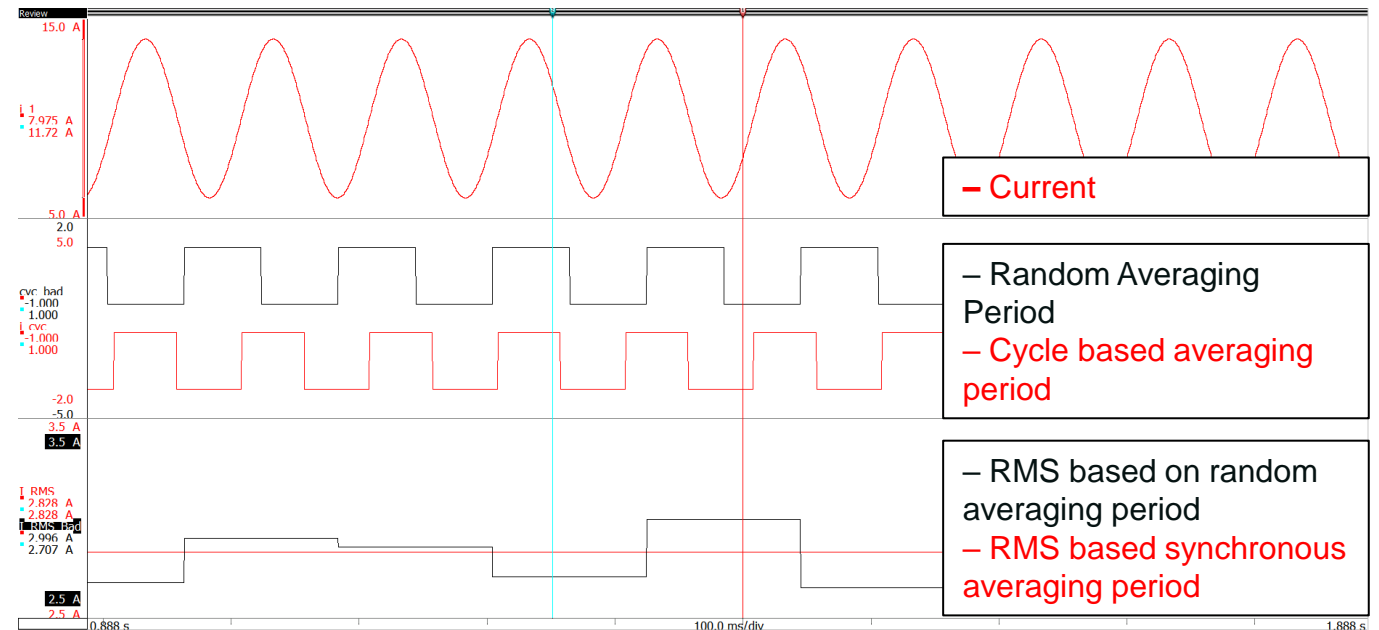 Review
15.0 A
i_1
7.975 A
11.72 A
5.0 A
– Current
2.0
5.0
cyc_bad
-1.000
1.000
i_cyc
-1.000
1.000
-2.0
-5.0
– Random Averaging
Period
– Cycle based averaging
period
3.5 A
3.5 A
I_RMS
2.828 A
2.828 A
I_RMS_Bad
2.996 A
2.707 A
2.5 A
2.5 A
– RMS based on random
averaging period
– RMS based synchronous
averaging period
0.888 s
100.0 ms/div
1.888 s